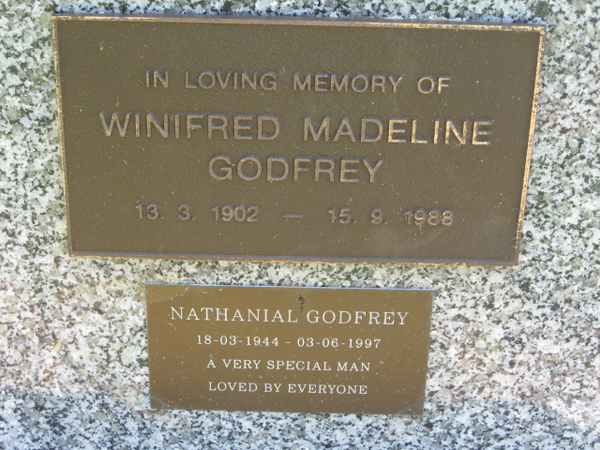 IN LOVING MEMORY OF
WINIFRED MADELINE
GODFREY
13. 3. 1902 — 15. 9. 1988
NATHANIAL GODFREY
18-03-1944 - 03-06-1997
A VERY SPECIAL MAN
LOVED BY EVERYONE